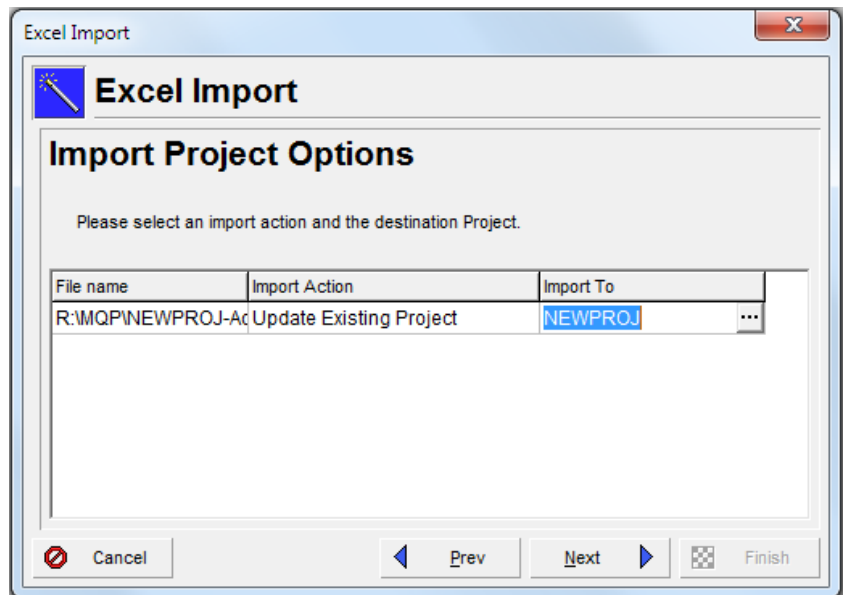 Excel Import
Excel Import
Import Project Options
Please select an import action and the destination Project.
File name Import Action Import To
R:\MQP\NEWPROJ-Ac Update Existing Project NEWPROJ ...
Cancel Prev Next Finish